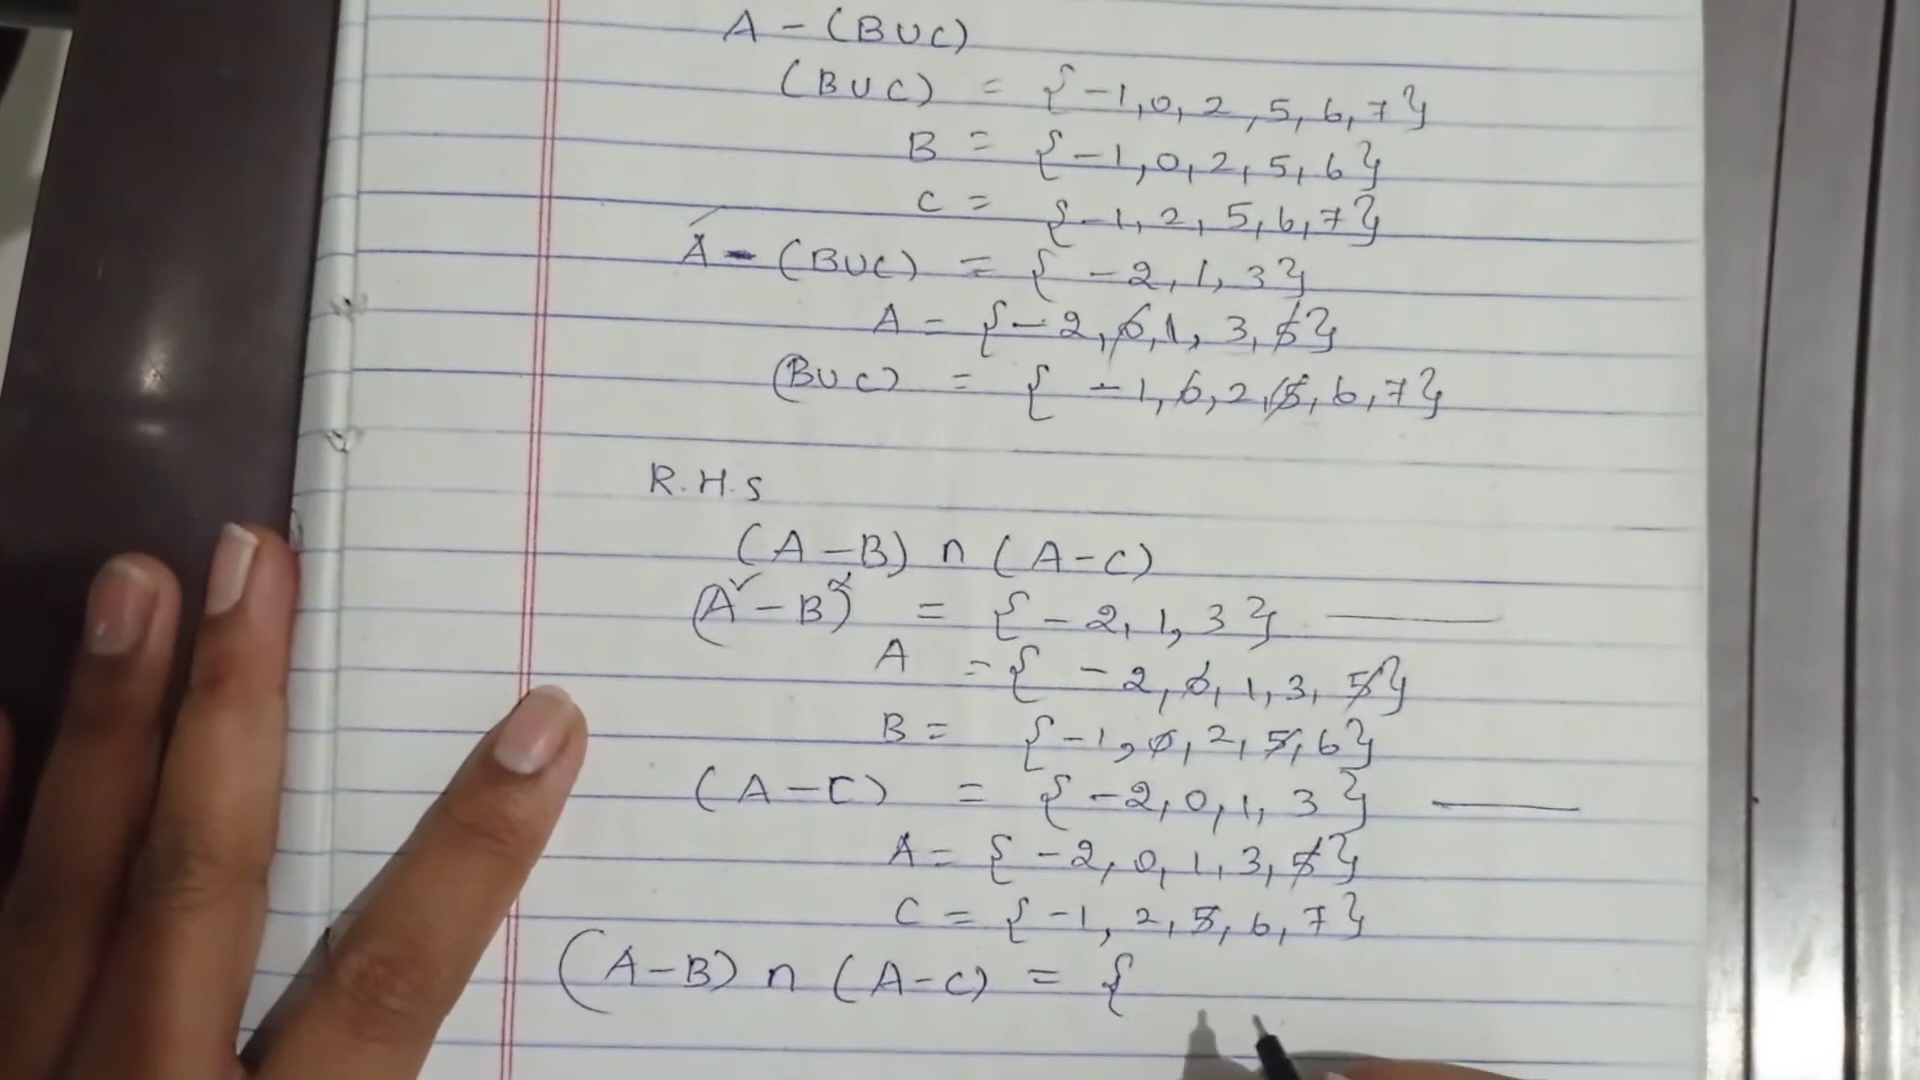 A - (B∪C)
(B∪C) = {-1, 0, 2, 5, 6, 7}
B = {-1, 0, 2, 5, 6}
C = {-1, 2, 5, 6, 7}
A - (B∪C) = {-2, 1, 3}
A = {-2, 0, 1, 3, 5}
(B∪C) = {-1, 0, 2, 5, 6, 7}
R.H.S
(A-B) ∩ (A-C)
(A-B) = {-2, 1, 3}
A = {-2, 0, 1, 3, 5}
B = {-1, 0, 2, 5, 6}
(A-C) = {-2, 0, 1, 3}
A = {-2, 0, 1, 3, 5}
C = {-1, 2, 5, 6, 7}
(A-B) ∩ (A-C) = {